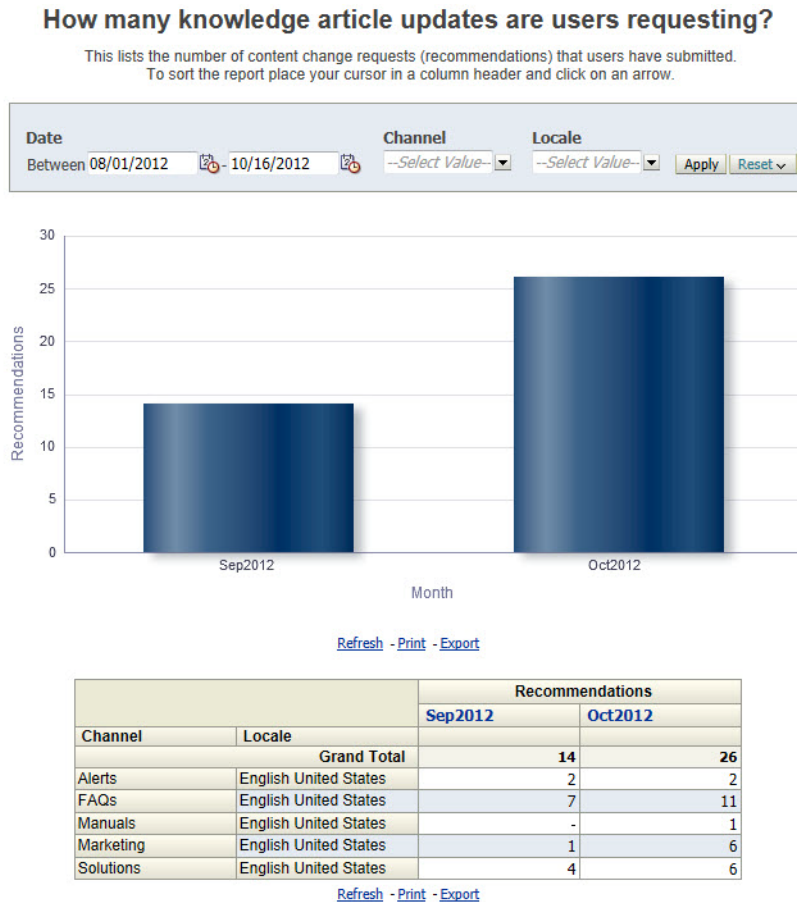 How many knowledge article updates are users requesting?
This lists the number of content change requests (recommendations) that users have submitted.
To sort the report place your cursor in a column header and click on an arrow.
Date Channel Locale
Between 08/01/2012 - 10/16/2012 --Select Value-- --Select Value-- Apply Reset
30
25
20
15
10
5
0
Recommendations
Sep2012 Oct2012
Month
Refresh - Print - Export
Recommendations
Sep2012 Oct2012
Channel Locale
Grand Total 14 26
Alerts English United States 2 2
FAQs English United States 7 11
Manuals English United States - 1
Marketing English United States 1 6
Solutions English United States 4 6
Refresh - Print - Export